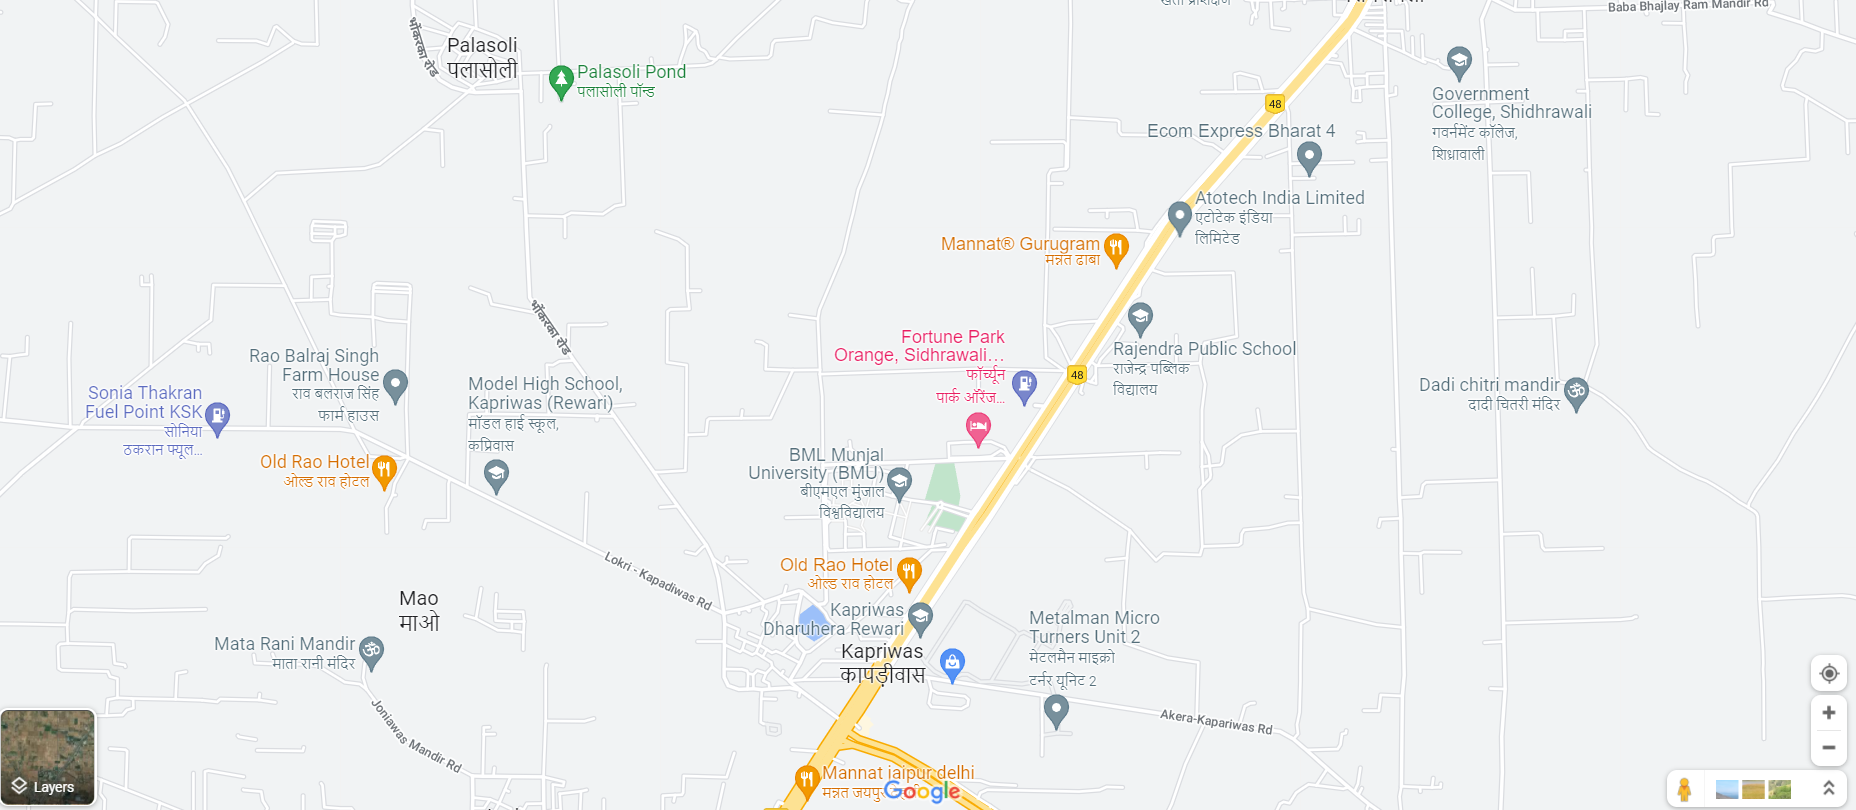 Baba Bhajlay Ram Mandir Rd
भोंकरका रोड
Palasoli
पलासोली
Palasoli Pond
पलासोली पॉन्ड
48
Government
College, Shidhrawali
गवर्नमेंट कॉलेज,
शिध्रावाली
Ecom Express Bharat 4
Atotech India Limited
एटोटेक इंडिया
लिमिटेड
Mannat® Gurugram
मन्नत ढाबा
भोंकरका रोड
Fortune Park
Orange, Sidhrawali...
फॉर्च्यून
पार्क ऑरेंज...
Rajendra Public School
राजेन्द्र पब्लिक
विद्यालय
48
Rao Balraj Singh
Farm House
राव बलराज सिंह
फार्म हाउस
Sonia Thakran
Fuel Point KSK
सोनिया
ठकरान फ्यूल...
Model High School,
Kapriwas (Rewari)
मॉडल हाई स्कूल,
कप्रिवास
Dadi chitri mandir
दादी चितरी मंदिर
Old Rao Hotel
ओल्ड राव होटल
BML Munjal
University (BMU)
बीएमएल मुंजाल
विश्वविद्यालय
Lokri - Kapadiwas Rd
Old Rao Hotel
ओल्ड राव होटल
Mao
माओ
Kapriwas
Dharuhera Rewari
Kapriwas
कापड़ीवास
Metalman Micro
Turners Unit 2
मेटलमैन माइक्रो
टर्नर यूनिट 2
Mata Rani Mandir
माता रानी मंदिर
Joniawas Mandir Rd
Akera-Kapariwas Rd
Mannat jaipur delhi
Google
Layers